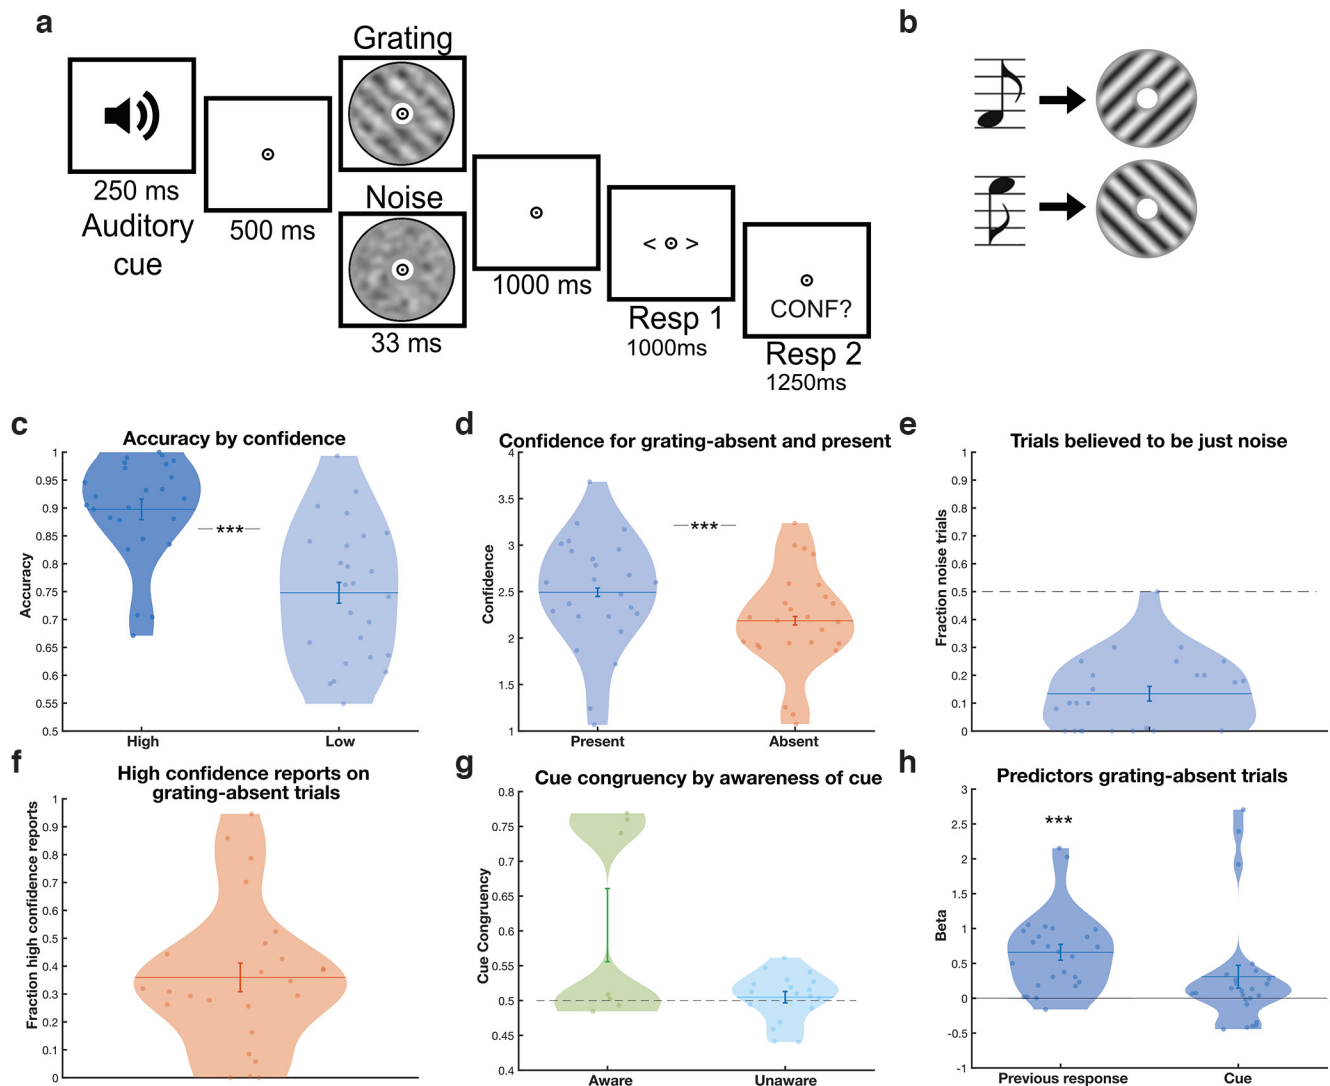 a
Grating
250 ms
Auditory
cue
500 ms
Noise
33 ms
1000 ms
< >
Resp 1
1000ms
CONF?
Resp 2
1250ms
b
c
Accuracy by confidence
Accuracy
1
0.95
0.9
0.85
0.8
0.75
0.7
0.65
0.6
0.55
0.5
***
High
Low
d
Confidence for grating-absent and present
Confidence
4
3.5
3
2.5
2
1.5
1
***
Present
Absent
e
Trials believed to be just noise
Fraction noise trials
1
0.9
0.8
0.7
0.6
0.5
0.4
0.3
0.2
0.1
0
f
High confidence reports on
grating-absent trials
Fraction high confidence reports
1
0.9
0.8
0.7
0.6
0.5
0.4
0.3
0.2
0.1
0
g
Cue congruency by awareness of cue
Cue Congruency
0.8
0.75
0.7
0.65
0.6
0.55
0.5
0.45
0.4
Aware
Unaware
h
Predictors grating-absent trials
Beta
3
2.5
2
1.5
1
0.5
0
-0.5
-1
***
Previous response
Cue